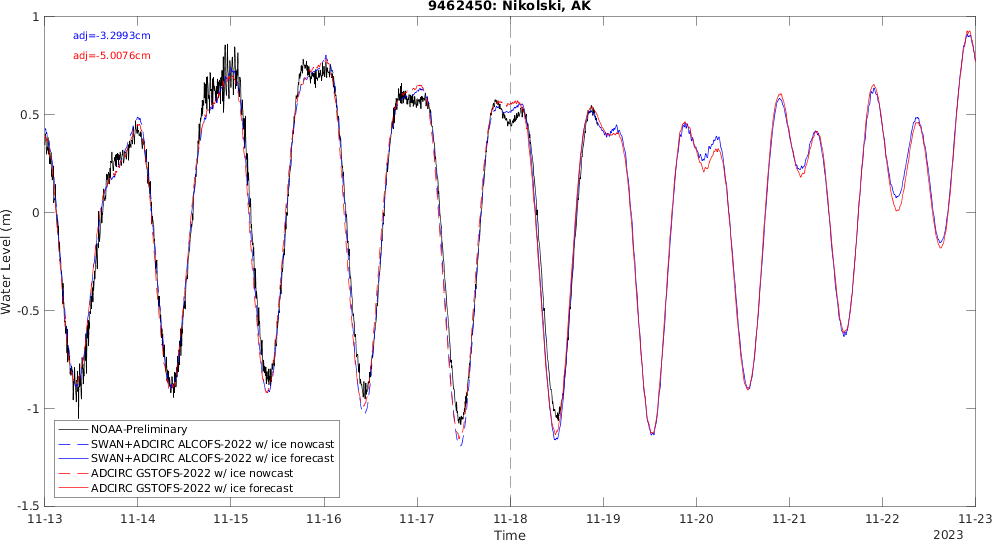 9462450: Nikolski, AK
adj=-3.2993cm
adj=-5.0076cm
Water Level (m)
1
0.5
0
-0.5
-1
-1.5
NOAA-Preliminary
SWAN+ADCIRC ALCOFS-2022 w/ ice nowcast
SWAN+ADCIRC ALCOFS-2022 w/ ice forecast
ADCIRC GSTOFS-2022 w/ ice nowcast
ADCIRC GSTOFS-2022 w/ ice forecast
11-13 11-14 11-15 11-16 11-17 11-18 11-19 11-20 11-21 11-22 11-23
Time
2023